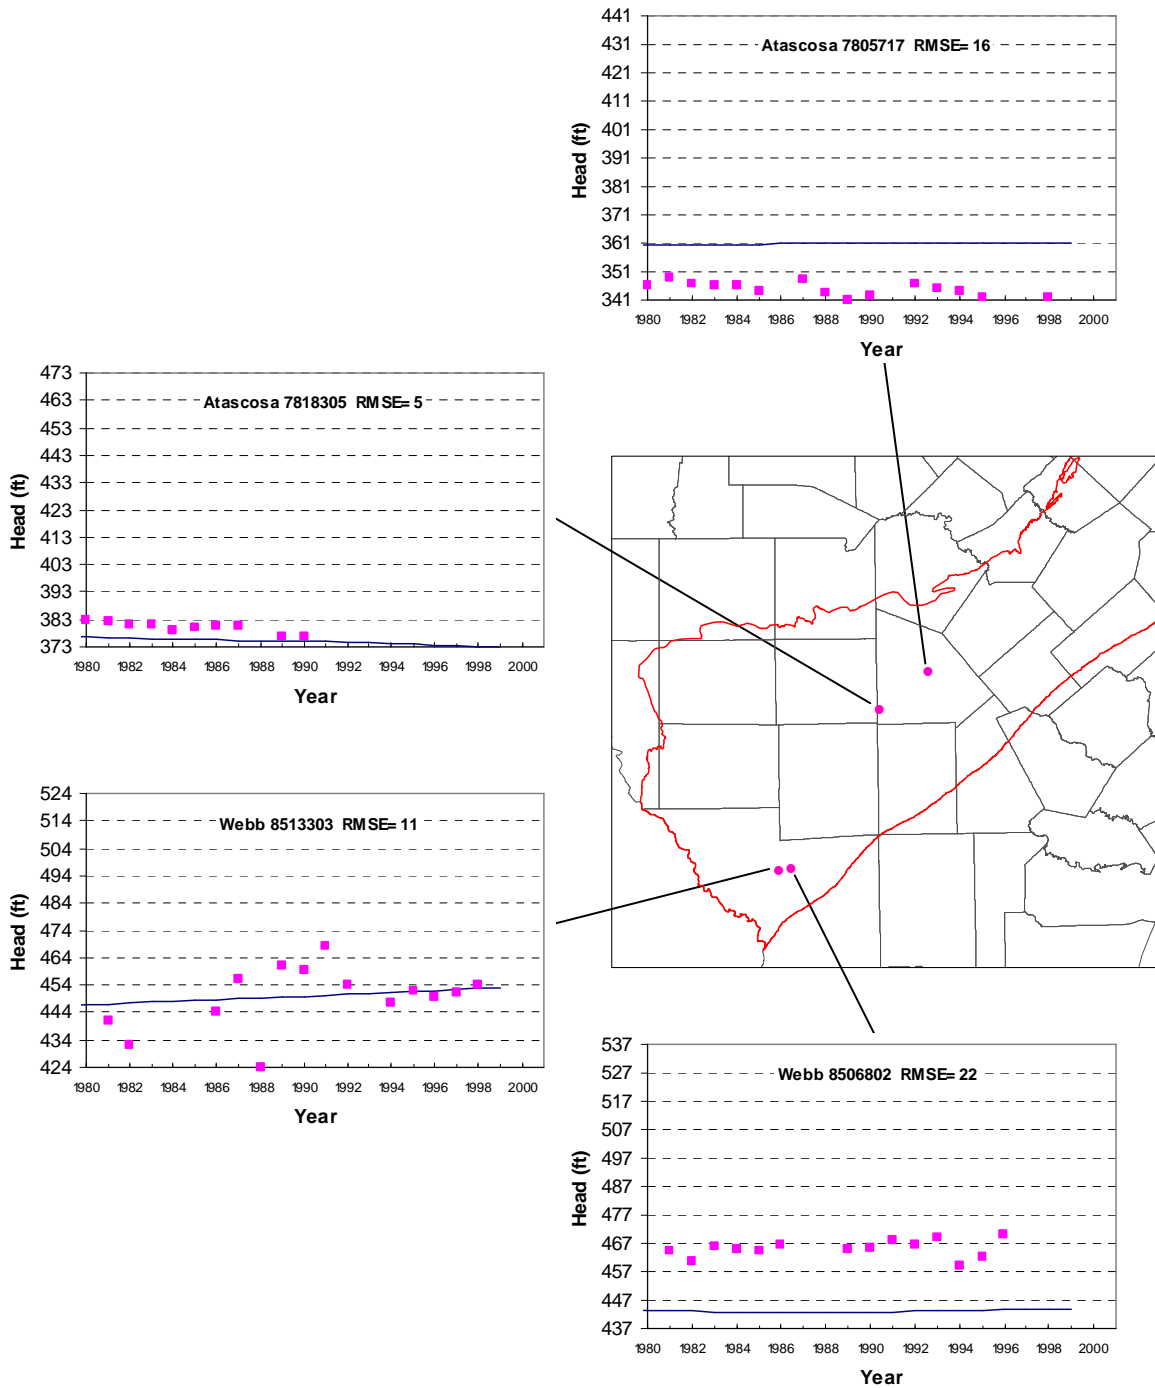 Atascosa 7805717 RMSE= 16
Head (ft)
441
431
421
411
401
391
381
371
361
351
341
1980 1982 1984 1986 1988 1990 1992 1994 1996 1998 2000
Year
Atascosa 7818305 RMSE= 5
Head (ft)
473
463
453
443
433
423
413
403
393
383
373
1980 1982 1984 1986 1988 1990 1992 1994 1996 1998 2000
Year
Webb 8513303 RMSE= 11
Head (ft)
524
514
504
494
484
474
464
454
444
434
424
1980 1982 1984 1986 1988 1990 1992 1994 1996 1998 2000
Year
Webb 8506802 RMSE= 22
Head (ft)
537
527
517
507
497
487
477
467
457
447
437
1980 1982 1984 1986 1988 1990 1992 1994 1996 1998 2000
Year